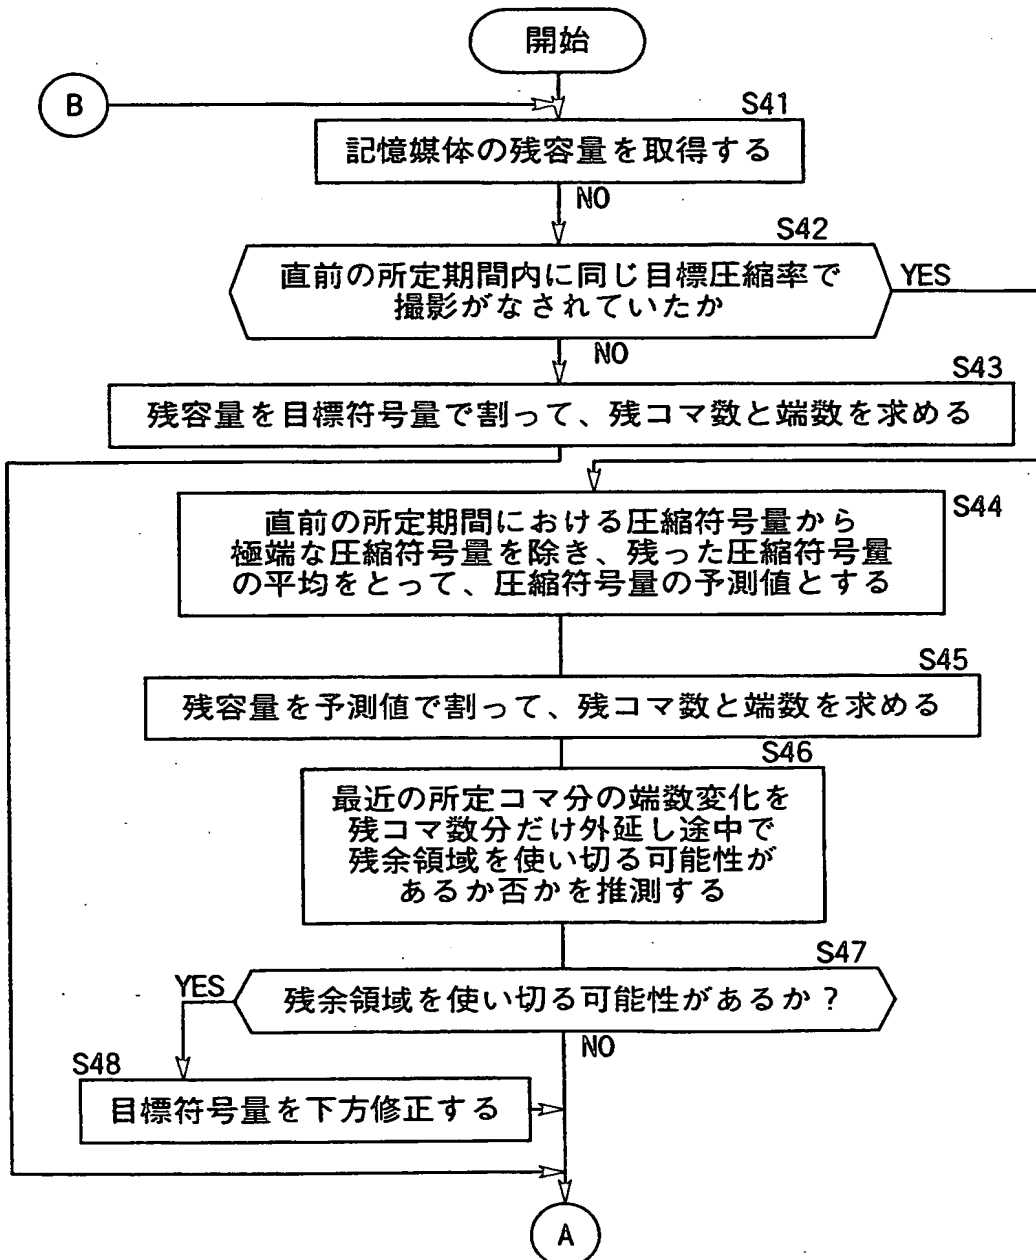 開始
B
S41
記憶媒体の残容量を取得する
NO
S42
直前の所定期間内に同じ目標圧縮率で
撮影がなされていたか
YES
NO
S43
残容量を目標符号量で割って、残コマ数と端数を求める
S44
直前の所定期間における圧縮符号量から
極端な圧縮符号量を除き、残った圧縮符号量
の平均をとって、圧縮符号量の予測値とする
S45
残容量を予測値で割って、残コマ数と端数を求める
S46
最近の所定コマ分の端数変化を
残コマ数分だけ外延し途中で
残余領域を使い切る可能性が
あるか否かを推測する
S47
残余領域を使い切る可能性があるか?
YES
NO
S48
目標符号量を下方修正する
A